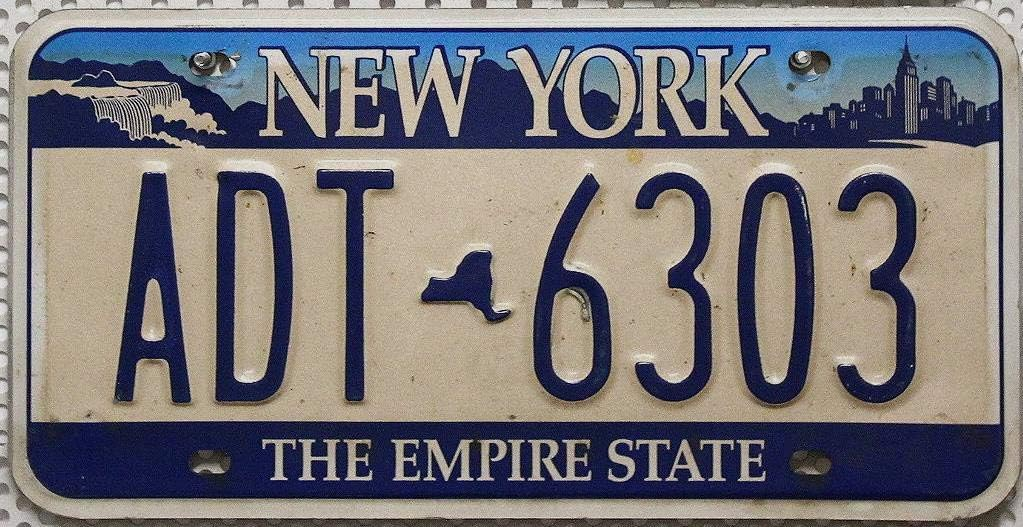 NEW YORK
ADT 6303
THE EMPIRE STATE